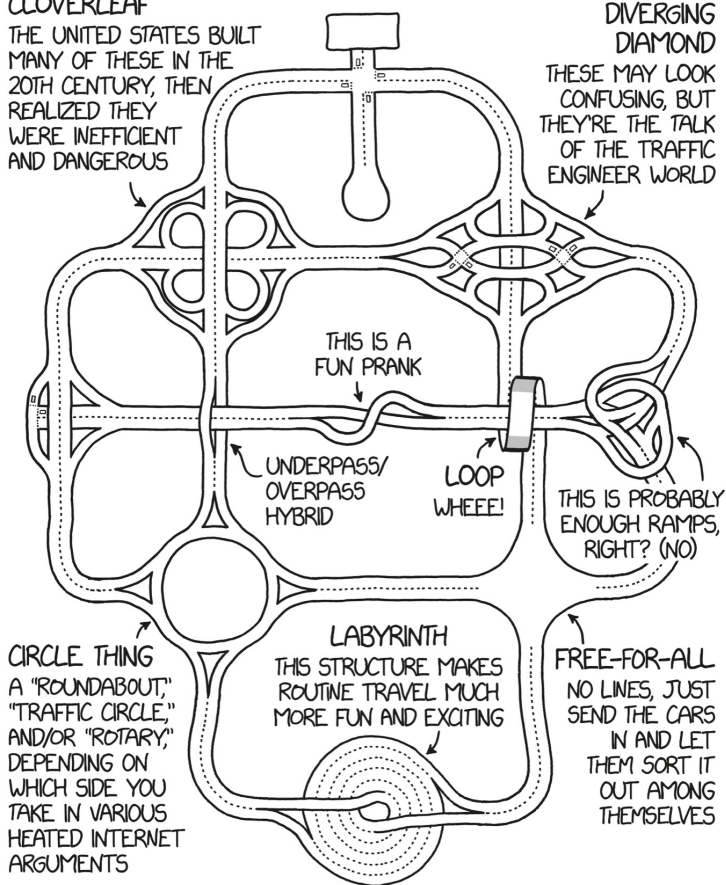 CLOVERLEAF
THE UNITED STATES BUILT
MANY OF THESE IN THE
20TH CENTURY, THEN
REALIZED THEY
WERE INEFFICIENT
AND DANGEROUS
DIVERGING
DIAMOND
THESE MAY LOOK
CONFUSING, BUT
THEY'RE THE TALK
OF THE TRAFFIC
ENGINEER WORLD
THIS IS A
FUN PRANK
UNDERPASS/
OVERPASS
HYBRID
LOOP
WHEEE!
THIS IS PROBABLY
ENOUGH RAMPS,
RIGHT? (NO)
CIRCLE THING
A "ROUNDABOUT,"
"TRAFFIC CIRCLE,"
AND/OR "ROTARY,"
DEPENDING ON
WHICH SIDE YOU
TAKE IN VARIOUS
HEATED INTERNET
ARGUMENTS
LABYRINTH
THIS STRUCTURE MAKES
ROUTINE TRAVEL MUCH
MORE FUN AND EXCITING
FREE-FOR-ALL
NO LINES, JUST
SEND THE CARS
IN AND LET
THEM SORT IT
OUT AMONG
THEMSELVES